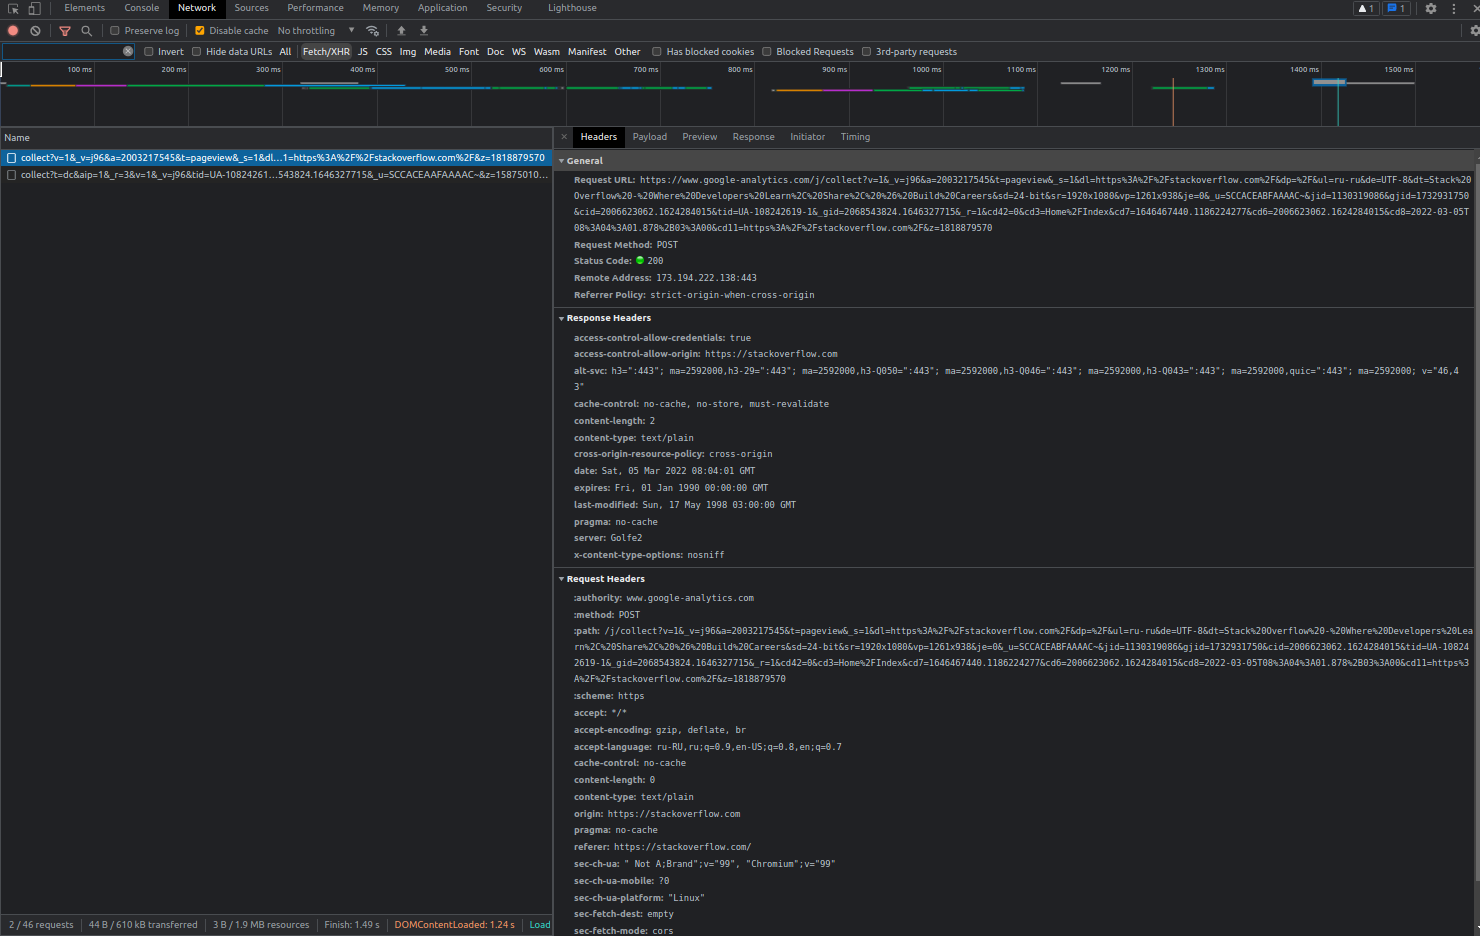 Elements Console Network Sources Performance Memory Application Security Lighthouse 1 1
Preserve log Disable cache No throttling
Invert Hide data URLs All Fetch/XHR JS CSS Img Media Font Doc WS Wasm Manifest Other Has blocked cookies Blocked Requests 3rd-party requests
100 ms 200 ms 300 ms 400 ms 500 ms 600 ms 700 ms 800 ms 900 ms 1000 ms 1100 ms 1200 ms 1300 ms 1400 ms 1500 ms
Name
collect?v=1&_v=j96&a=2003217545&t=pageview&_s=1&dl…1=https%3A%2F%2Fstackoverflow.com%2F&z=1818879570
collect?t=dc&aip=1&_r=3&v=1&_v=j96&tid=UA-10824261…543824.1646327715&_u=SCCACEAAFAAAAC~&z=15875010…
Headers Payload Preview Response Initiator Timing
General
Request URL: https://www.google-analytics.com/j/collect?v=1&_v=j96&a=2003217545&t=pageview&_s=1&dl=https%3A%2F%2Fstackoverflow.com%2F&dp=%2F&ul=ru-ru&de=UTF-8&dt=Stack%20
Overflow%20-%20Where%20Developers%20Learn%2C%20Share%2C%20%26%20Build%20Careers&sd=24-bit&sr=1920x1080&vp=1261x938&je=0&_u=SCCACEABFAAAAC~&jid=1130319086&gjid=1732931750
&cid=2006623062.1624284015&tid=UA-108242619-1&_gid=2068543824.1646327715&_r=1&cd42=0&cd3=Home%2FIndex&cd7=1646467440.1186224277&cd6=2006623062.1624284015&cd8=2022-03-05T
08%3A04%3A01.878%2B03%3A00&cd11=https%3A%2F%2Fstackoverflow.com%2F&z=1818879570
Request Method: POST
Status Code: 200
Remote Address: 173.194.222.138:443
Referrer Policy: strict-origin-when-cross-origin
Response Headers
access-control-allow-credentials: true
access-control-allow-origin: https://stackoverflow.com
alt-svc: h3=":443"; ma=2592000,h3-29=":443"; ma=2592000,h3-Q050=":443"; ma=2592000,h3-Q046=":443"; ma=2592000,h3-Q043=":443"; ma=2592000,quic=":443"; ma=2592000; v="46,4
3"
cache-control: no-cache, no-store, must-revalidate
content-length: 2
content-type: text/plain
cross-origin-resource-policy: cross-origin
date: Sat, 05 Mar 2022 08:04:01 GMT
expires: Fri, 01 Jan 1990 00:00:00 GMT
last-modified: Sun, 17 May 1998 03:00:00 GMT
pragma: no-cache
server: Golfe2
x-content-type-options: nosniff
Request Headers
:authority: www.google-analytics.com
:method: POST
:path: /j/collect?v=1&_v=j96&a=2003217545&t=pageview&_s=1&dl=https%3A%2F%2Fstackoverflow.com%2F&dp=%2F&ul=ru-ru&de=UTF-8&dt=Stack%20Overflow%20-%20Where%20Developers%20Lea
rn%2C%20Share%2C%20%26%20Build%20Careers&sd=24-bit&sr=1920x1080&vp=1261x938&je=0&_u=SCCACEABFAAAAC~&jid=1130319086&gjid=1732931750&cid=2006623062.1624284015&tid=UA-10824
2619-1&_gid=2068543824.1646327715&_r=1&cd42=0&cd3=Home%2FIndex&cd7=1646467440.1186224277&cd6=2006623062.1624284015&cd8=2022-03-05T08%3A04%3A01.878%2B03%3A00&cd11=https%3
A%2F%2Fstackoverflow.com%2F&z=1818879570
:scheme: https
accept: */*
accept-encoding: gzip, deflate, br
accept-language: ru-RU,ru;q=0.9,en-US;q=0.8,en;q=0.7
cache-control: no-cache
content-length: 0
content-type: text/plain
origin: https://stackoverflow.com
pragma: no-cache
referer: https://stackoverflow.com/
sec-ch-ua: " Not A;Brand";v="99", "Chromium";v="99"
sec-ch-ua-mobile: ?0
sec-ch-ua-platform: "Linux"
sec-fetch-dest: empty
sec-fetch-mode: cors
2 / 46 requests 44 B / 610 kB transferred 3 B / 1.9 MB resources Finish: 1.49 s DOMContentLoaded: 1.24 s Load